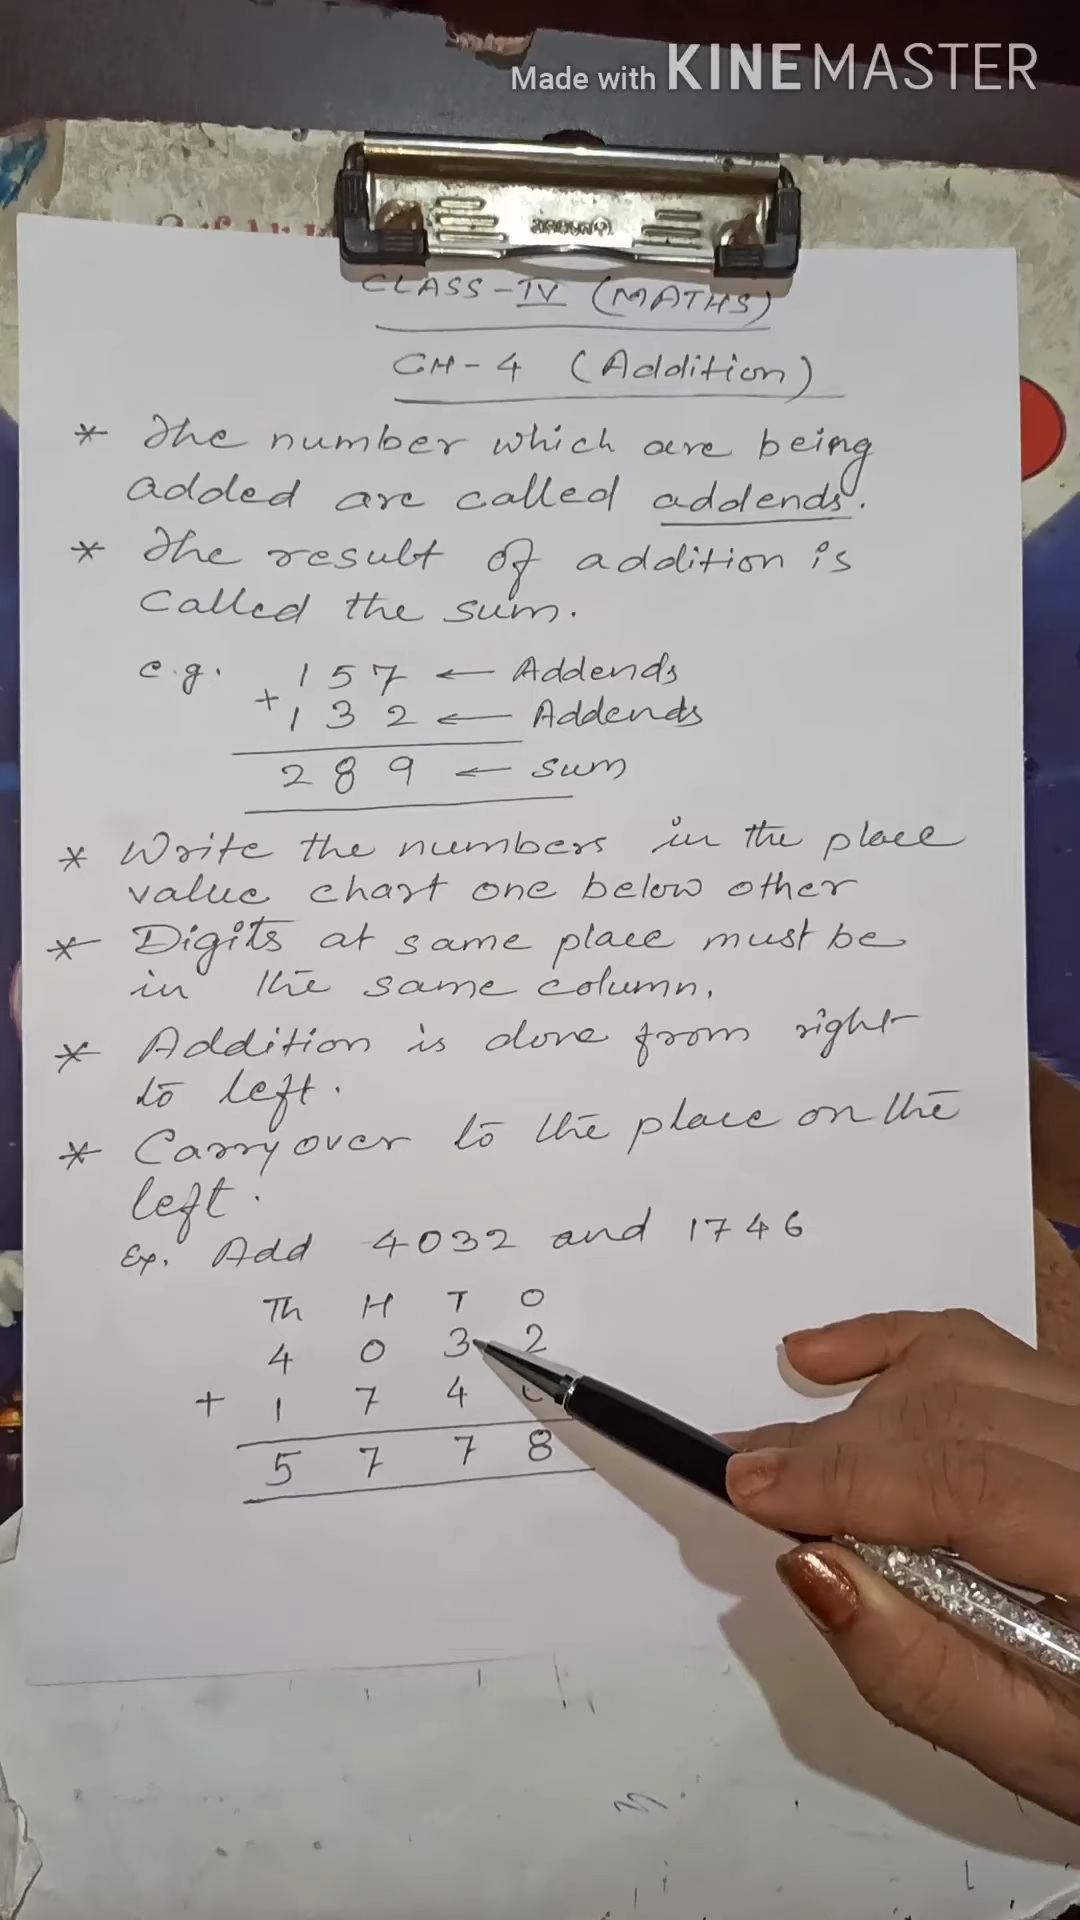 Made with KINEMASTER
CLASS-IV (MATHS)
CH-4 (Addition)
* The number which are being
added are called addends.
* The result of addition is
called the sum.
e.g. 157 ← Addends
+ 132 ← Addends
289 ← Sum
* Write the numbers in the place
value chart one below other
* Digits at same place must be
in the same column.
* Addition is done from right
to left.
* Carryover to the place on the
left.
Ex. Add 4032 and 1746
Th H T O
4 0 3 2
+ 1 7 4
5 7 7 8